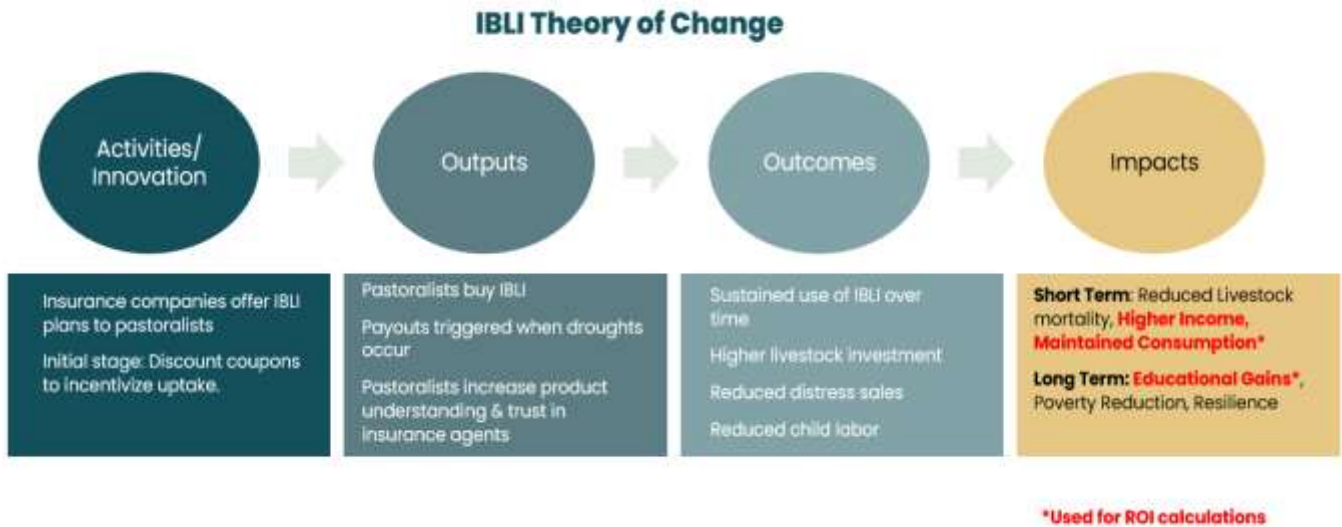 IBLI Theory of Change
Activities/
Innovation
Outputs
Outcomes
Impacts
Insurance companies offer IBLI
plans to pastoralists
Initial stage: Discount coupons
to incentivize uptake.
Pastoralists buy IBLI
Payouts triggered when droughts
occur
Pastoralists increase product
understanding & trust in
insurance agents
Sustained use of IBLI over
time
Higher livestock investment
Reduced distress sales
Reduced child labor
Short Term: Reduced Livestock
mortality, Higher Income,
Maintained Consumption*
Long Term: Educational Gains*,
Poverty Reduction, Resilience
*Used for ROI calculations